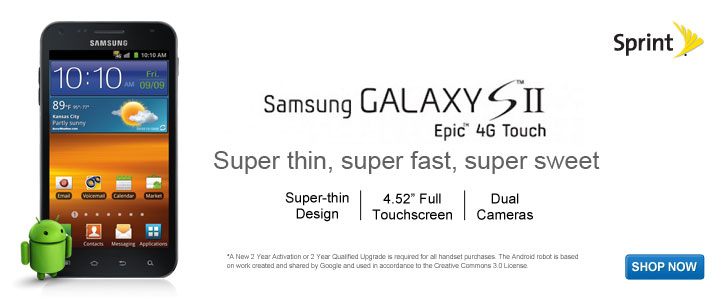 SAMSUNG
10:10 AM
10:10 AM
Fri.
09/09
89°F 96°-77°
Kansas City
Partly sunny
Email Voicemail Calendar Market
Contacts Messaging Applications
Sprint
Samsung GALAXY S™ II
Epic™ 4G Touch
Super thin, super fast, super sweet
Super-thin
Design
4.52” Full
Touchscreen
Dual
Cameras
*A New 2 Year Activation or 2 Year Qualified Upgrade is required for all handset purchases. The Android robot is based
on work created and shared by Google and used in accordance to the Creative Commons 3.0 License.
SHOP NOW